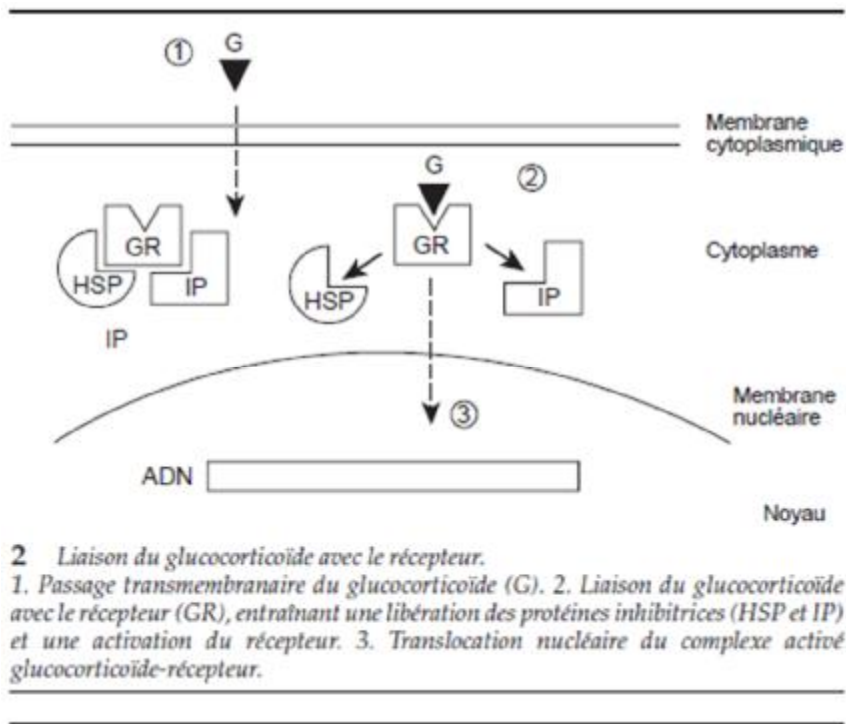 ① G
Membrane
cytoplasmique
G ②
GR GR
Cytoplasme
HSP IP HSP IP
IP
Membrane
nucléaire
③
ADN
Noyau
2 Liaison du glucocorticoïde avec le récepteur.
1. Passage transmembranaire du glucocorticoïde (G). 2. Liaison du glucocorticoïde
avec le récepteur (GR), entraînant une libération des protéines inhibitrices (HSP et IP)
et une activation du récepteur. 3. Translocation nucléaire du complexe activé
glucocorticoïde-récepteur.